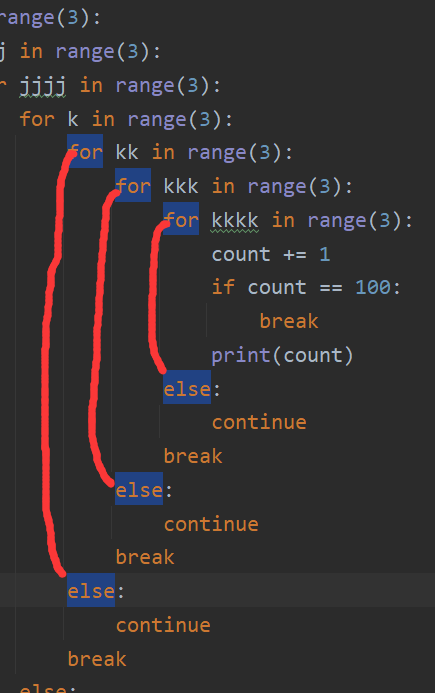 range(3):
j in range(3):
r jjjj in range(3):
for k in range(3):
for kk in range(3):
for kkk in range(3):
for kkkk in range(3):
count += 1
if count == 100:
break
print(count)
else:
continue
break
else:
continue
break
else:
continue
break
else: